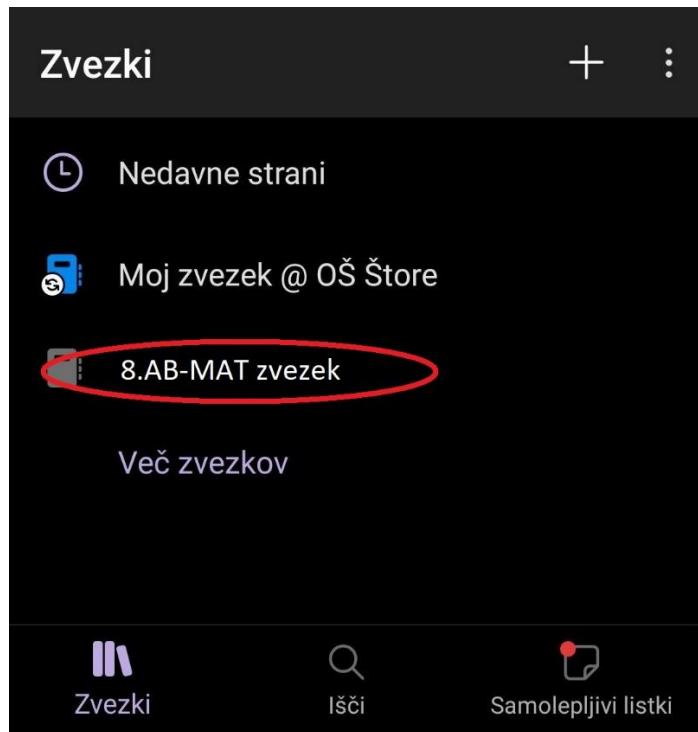 Zvezki
Nedavne strani
Moj zvezek @ OŠ Štore
8.AB-MAT zvezek
Več zvezkov
Zvezki
Išči
Samolepljivi listki